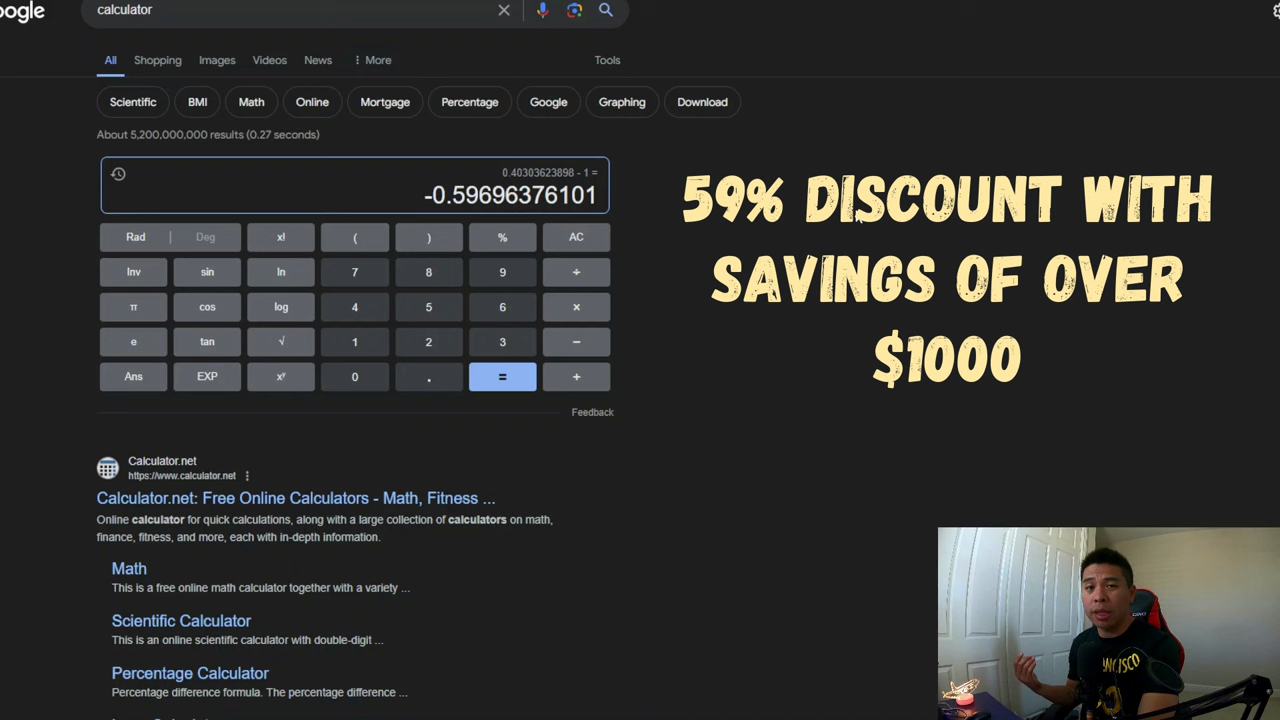 oogle
calculator
All Shopping Images Videos News More Tools
Scientific BMI Math Online Mortgage Percentage Google Graphing Download
About 5,200,000,000 results (0.27 seconds)
0.40303623898 - 1 =
-0.59696376101
Rad Deg x! ( ) % AC
Inv sin ln 7 8 9 ÷
π cos log 4 5 6 ×
e tan √ 1 2 3 −
Ans EXP xʸ 0 . = +
Feedback
59% DISCOUNT WITH
SAVINGS OF OVER
$1000
Calculator.net
https://www.calculator.net
Calculator.net: Free Online Calculators - Math, Fitness ...
Online calculator for quick calculations, along with a large collection of calculators on math,
finance, fitness, and more, each with in-depth information.
Math
This is a free online math calculator together with a variety ...
Scientific Calculator
This is an online scientific calculator with double-digit ...
Percentage Calculator
Percentage difference formula. The percentage difference ...
ANCISCO